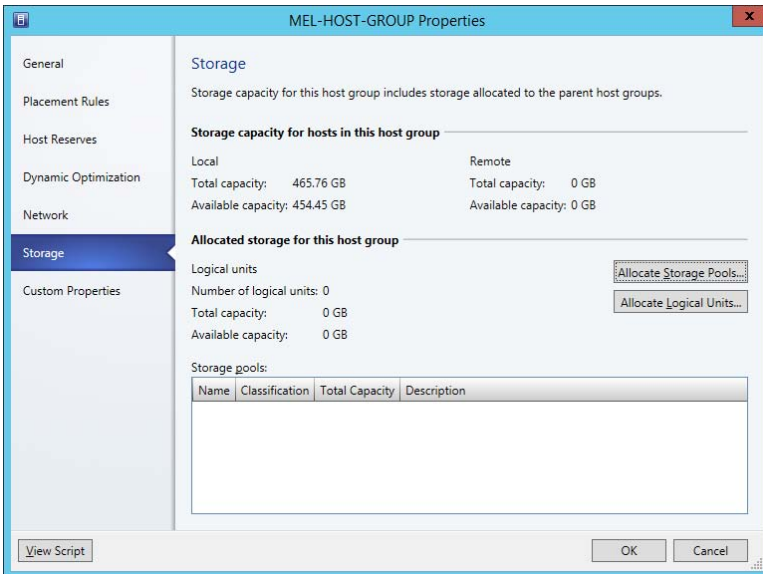 MEL-HOST-GROUP Properties
x
General
Placement Rules
Host Reserves
Dynamic Optimization
Network
Storage
Custom Properties
Storage
Storage capacity for this host group includes storage allocated to the parent host groups.
Storage capacity for hosts in this host group
Local
Total capacity: 465.76 GB
Available capacity: 454.45 GB
Remote
Total capacity: 0 GB
Available capacity: 0 GB
Allocated storage for this host group
Logical units
Number of logical units: 0
Total capacity: 0 GB
Available capacity: 0 GB
Allocate Storage Pools...
Allocate Logical Units...
Storage pools:
Name Classification Total Capacity Description
View Script OK Cancel